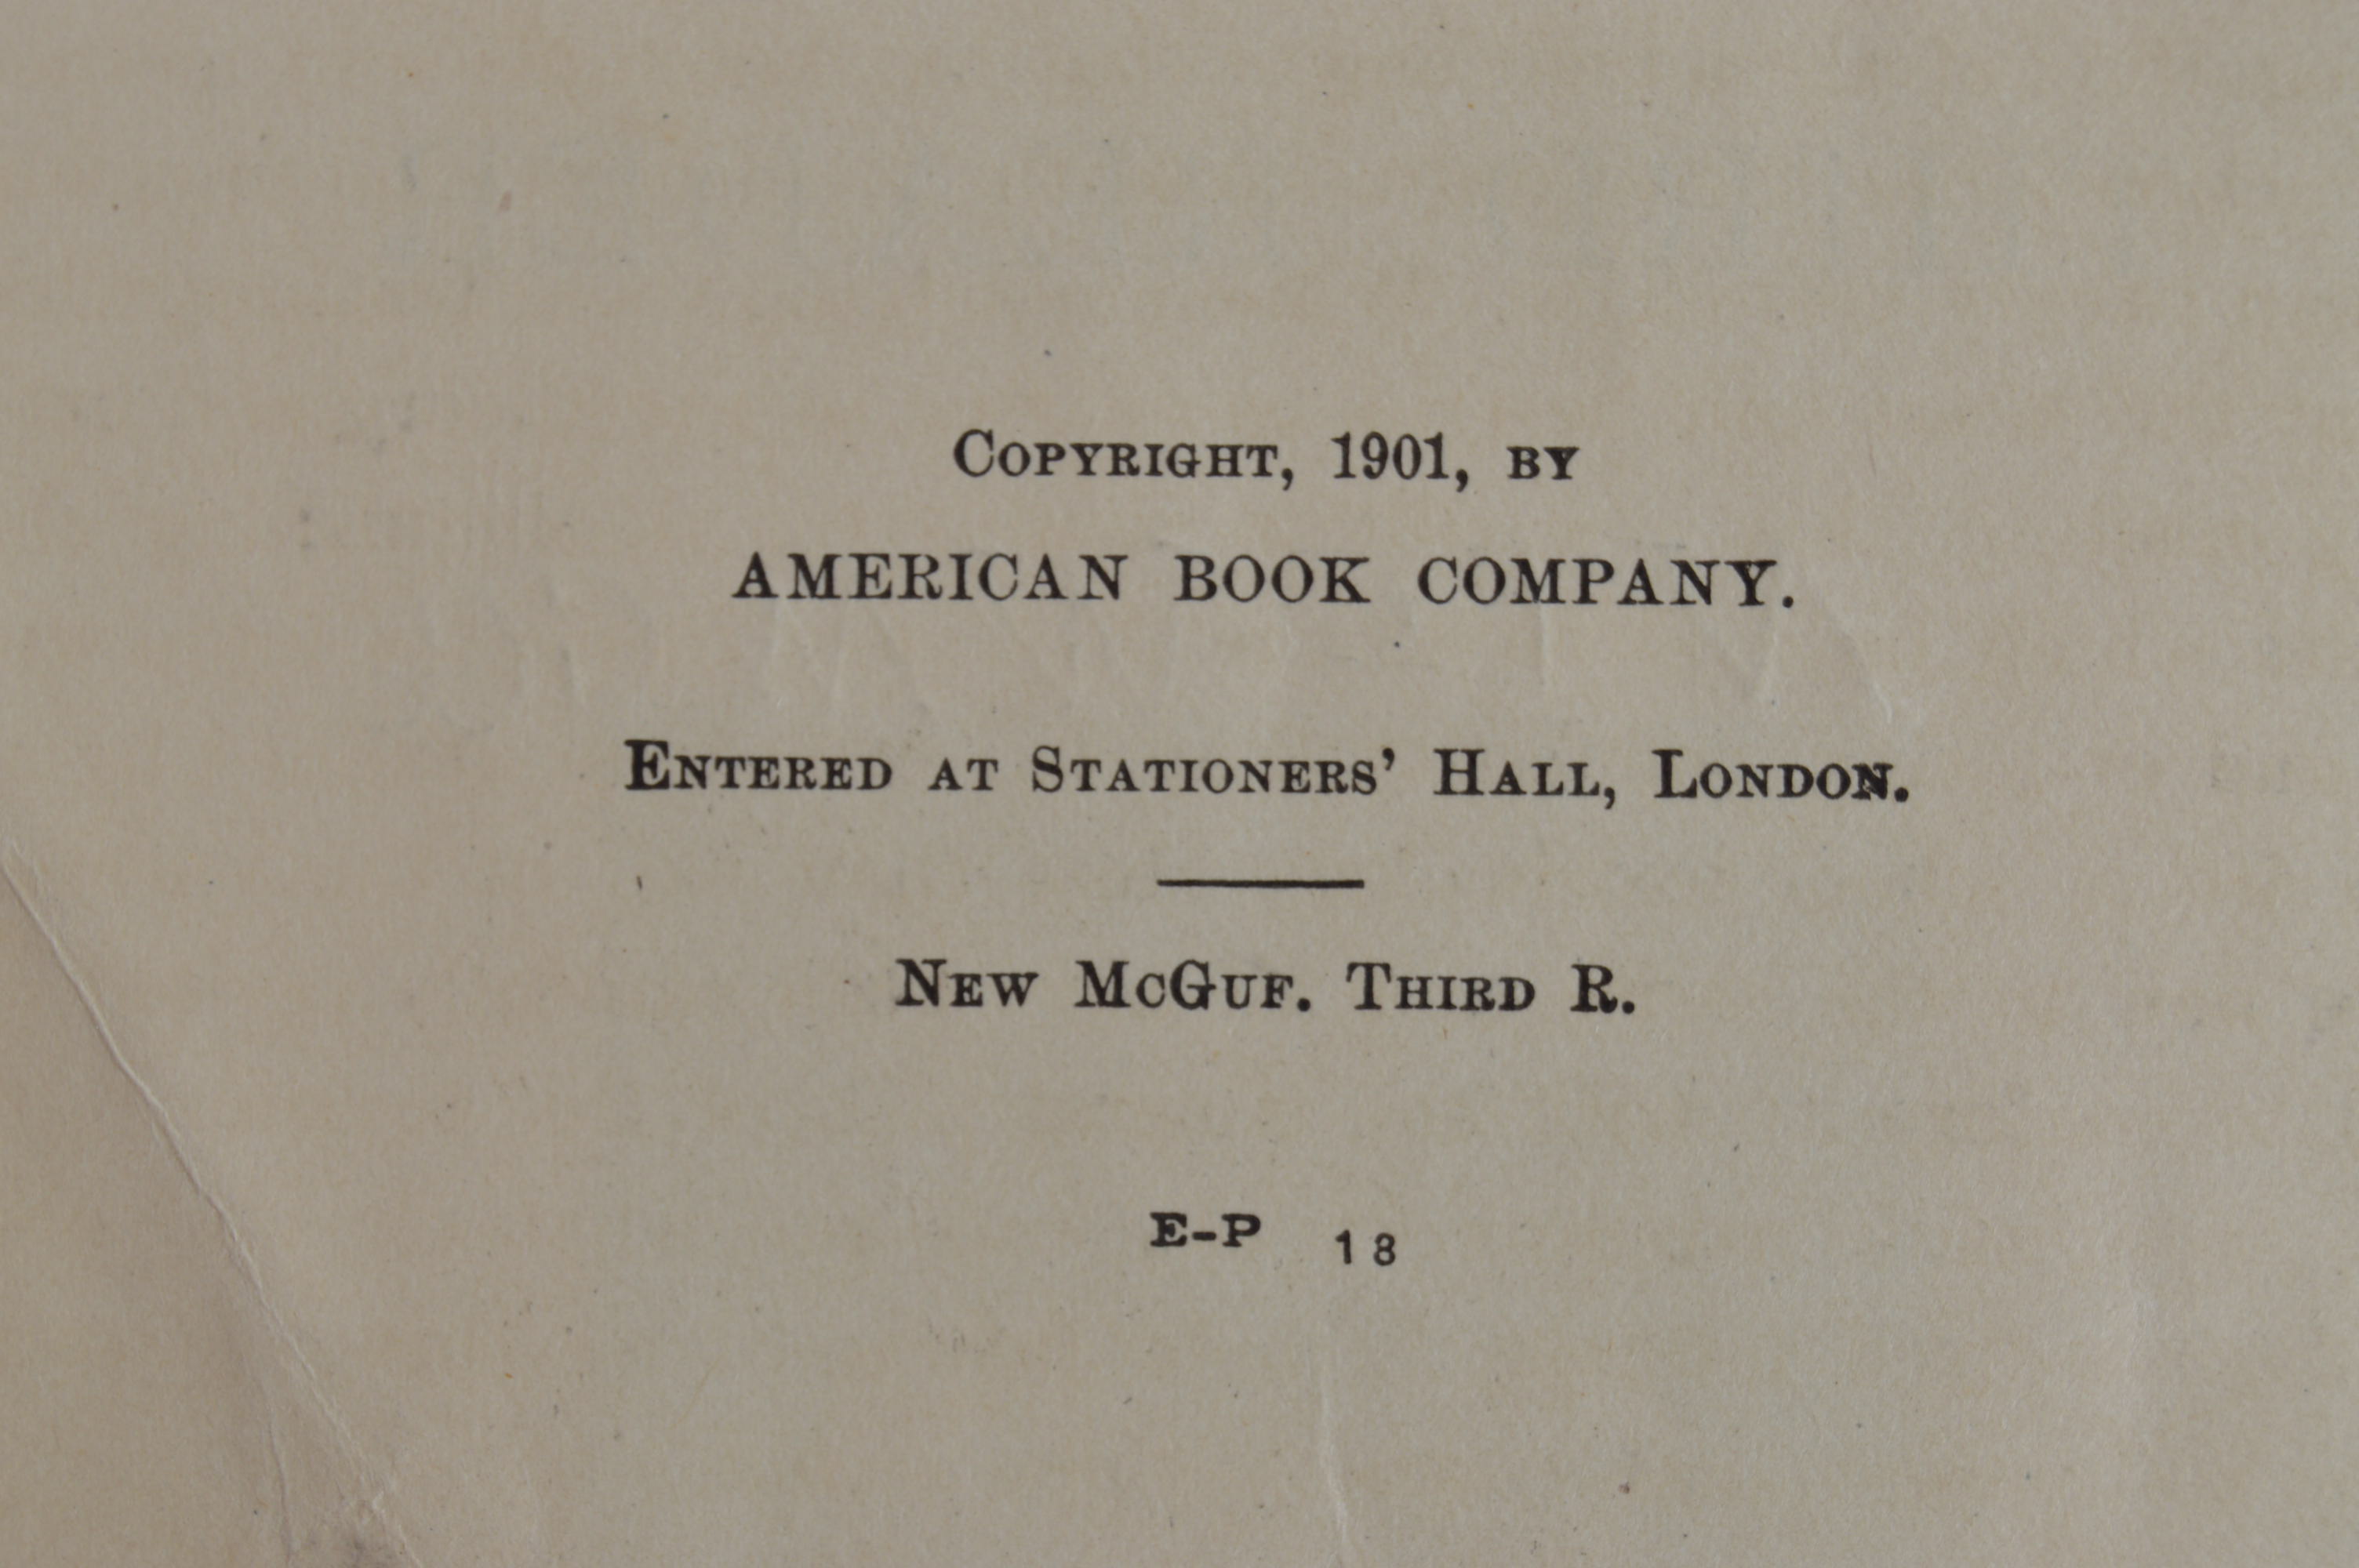 Copyright, 1901, by
AMERICAN BOOK COMPANY.
Entered at Stationers’ Hall, London.
New McGuf. Third R.
E-P 18